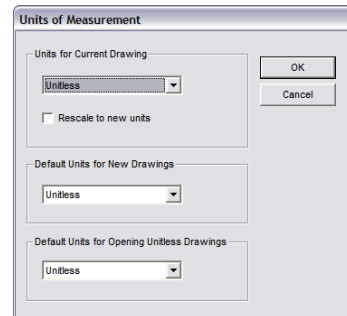 Units of Measurement
Units for Current Drawing
Unitless
OK
Cancel
Rescale to new units
Default Units for New Drawings
Unitless
Default Units for Opening Unitless Drawings
Unitless